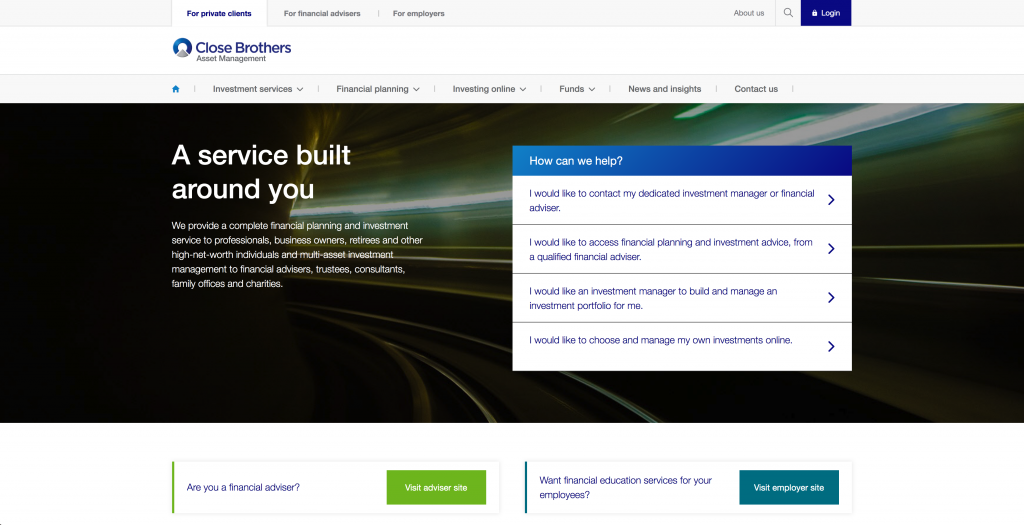 For private clients
For financial advisers
For employers
About us
Login
Close Brothers
Asset Management
Investment services
Financial planning
Investing online
Funds
News and insights
Contact us
A service built
around you
We provide a complete financial planning and investment
service to professionals, business owners, retirees and other
high-net-worth individuals and multi-asset investment
management to financial advisers, trustees, consultants,
family offices and charities.
How can we help?
I would like to contact my dedicated investment manager or financial
adviser.
I would like to access financial planning and investment advice, from
a qualified financial adviser.
I would like an investment manager to build and manage an
investment portfolio for me.
I would like to choose and manage my own investments online.
Are you a financial adviser?
Visit adviser site
Want financial education services for your
employees?
Visit employer site